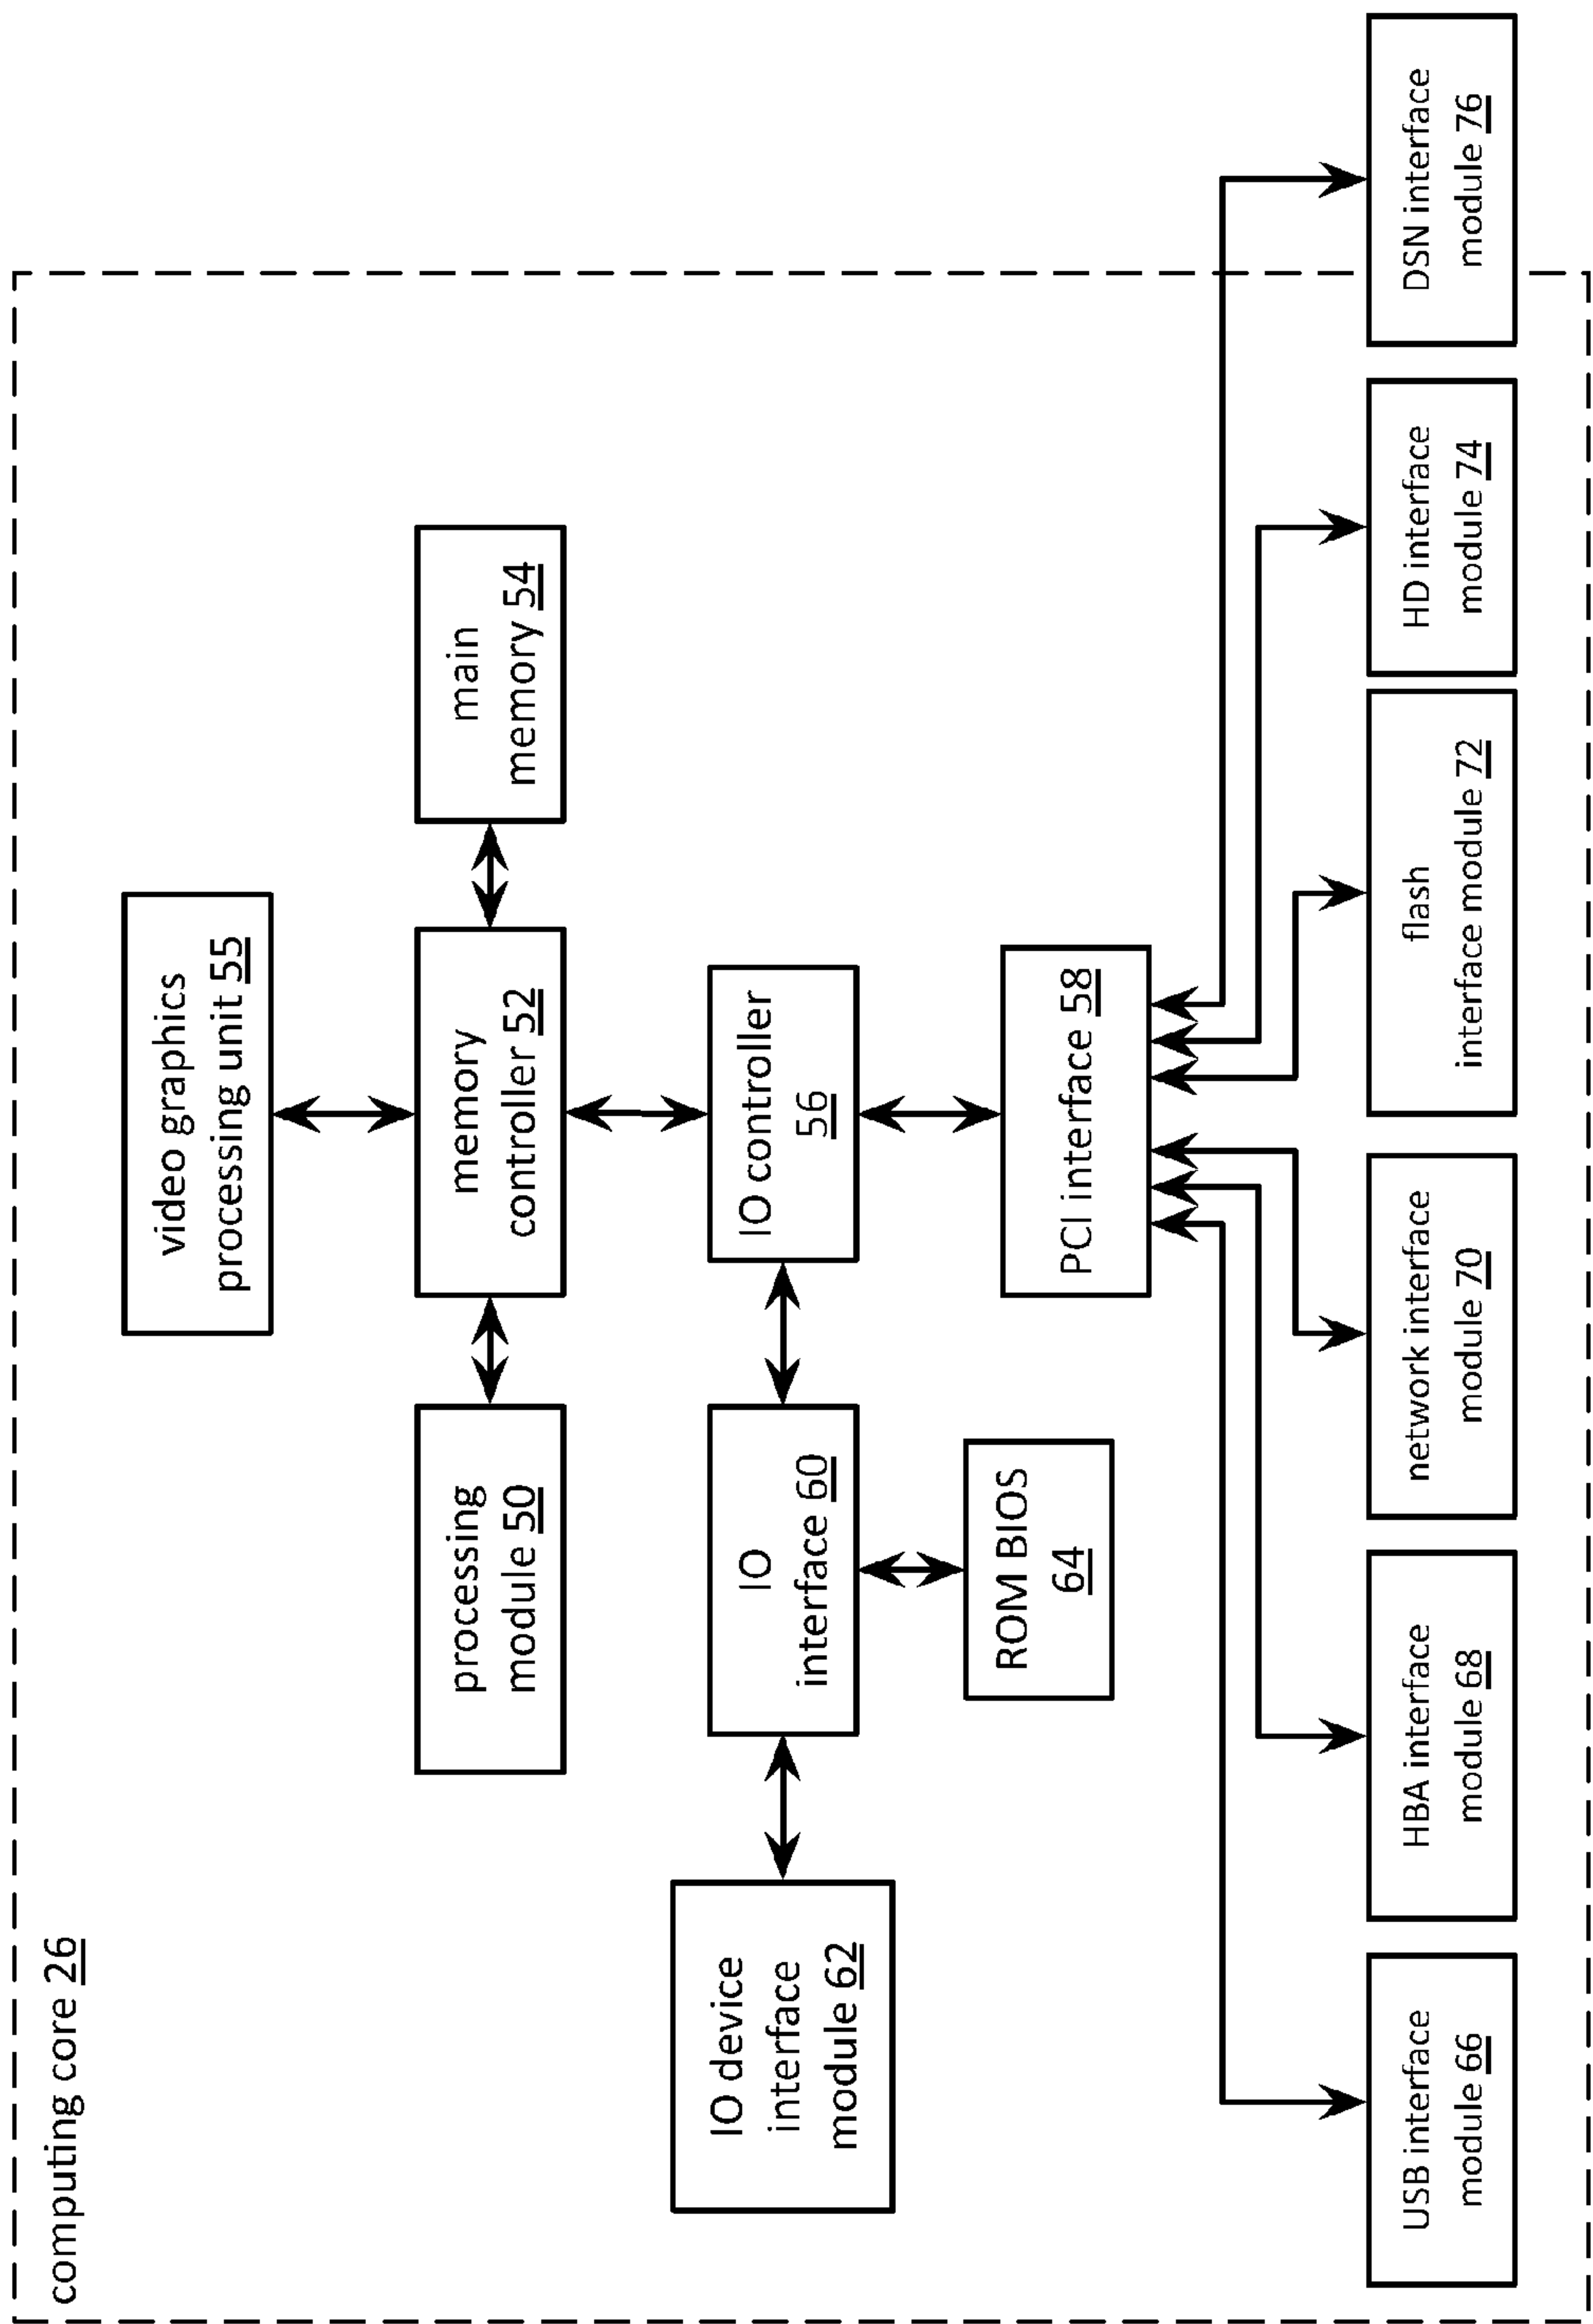 computing core 26
video graphics
processing unit 55
processing
module 50
memory
controller 52
main
memory 54
IO device
interface
module 62
IO
interface 60
IO controller
56
ROM BIOS
64
PCI interface 58
USB interface
module 66
HBA interface
module 68
network interface
module 70
flash
interface module 72
HD interface
module 74
DSN interface
module 76